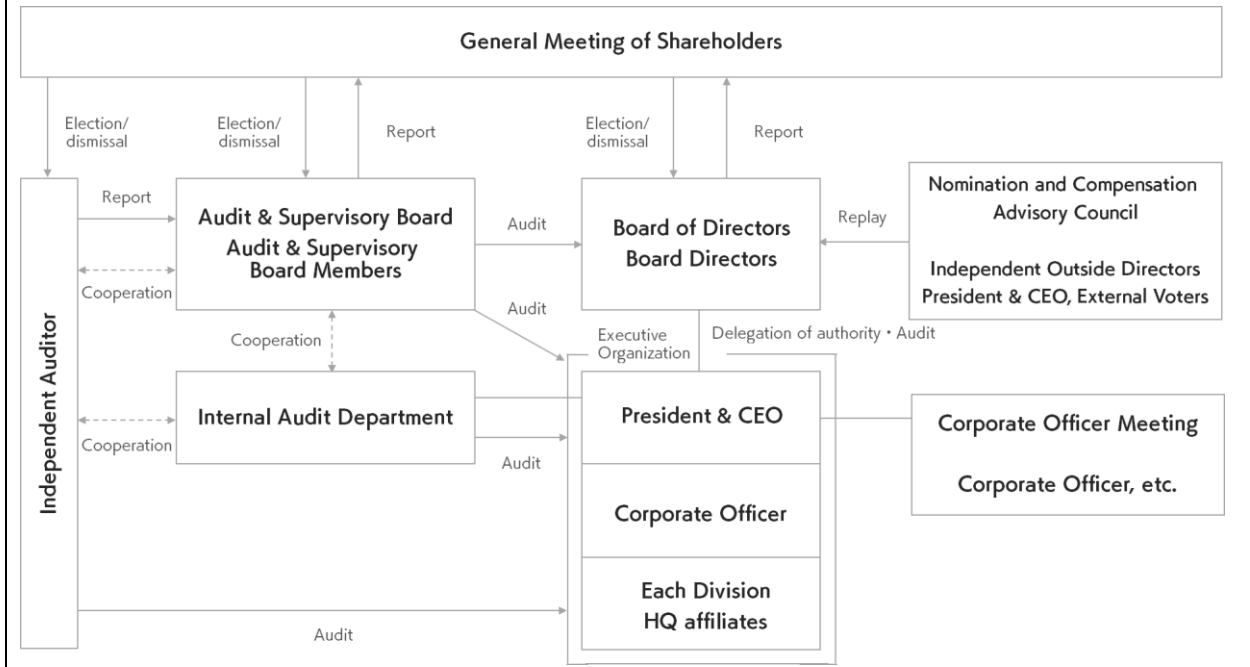 General Meeting of Shareholders
Election/
dismissal
Election/
dismissal
Report
Election/
dismissal
Report
Independent Auditor
Report
Cooperation
Audit & Supervisory Board
Audit & Supervisory
Board Members
Audit
Board of Directors
Board Directors
Replay
Nomination and Compensation
Advisory Council
Independent Outside Directors
President & CEO, External Voters
Cooperation
Audit
Executive
Organization
Delegation of authority・Audit
Cooperation
Internal Audit Department
Audit
President & CEO
Corporate Officer Meeting
Corporate Officer, etc.
Corporate Officer
Each Division
HQ affiliates
Audit